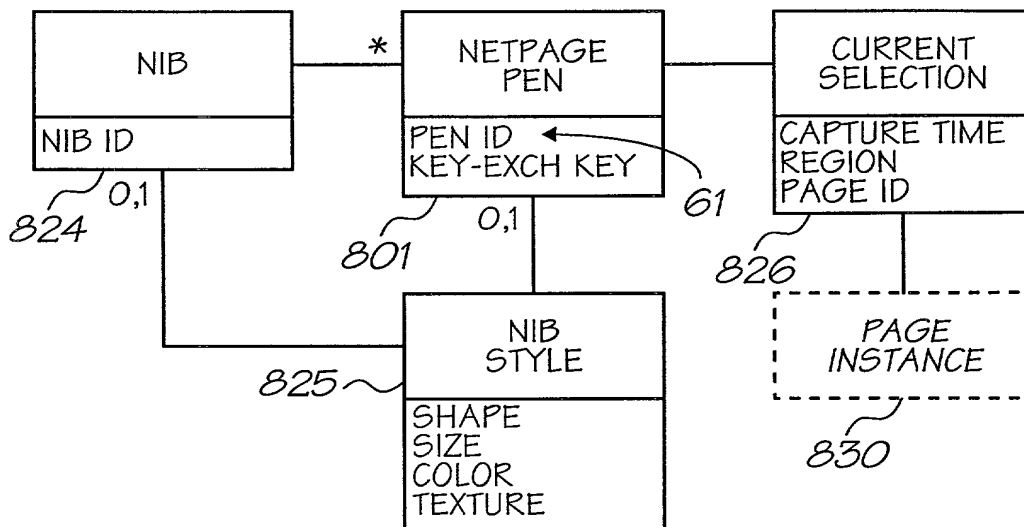 NIB
NIB ID
0,1
824
*
NETPAGE
PEN
PEN ID
KEY-EXCH KEY
61
0,1
801
CURRENT
SELECTION
CAPTURE TIME
REGION
PAGE ID
826
NIB
STYLE
825
SHAPE
SIZE
COLOR
TEXTURE
PAGE
INSTANCE
830